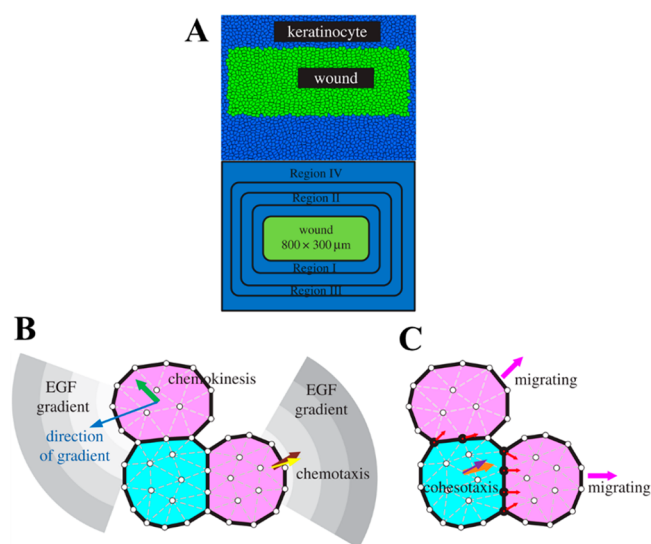 A
keratinocyte
wound
Region IV
Region II
wound
800 × 300 μm
Region I
Region III
B
EGF
gradient
chemokinesis
direction
of gradient
EGF
gradient
chemotaxis
C
migrating
cohesotaxis
migrating